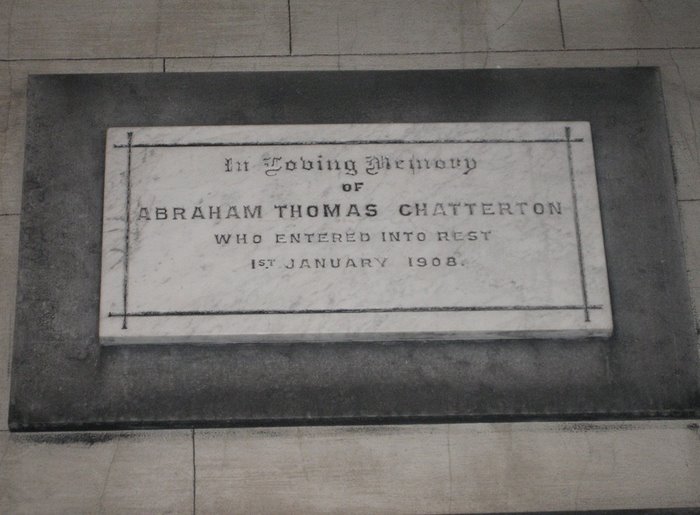 In Loving Memory
OF
ABRAHAM THOMAS CHATTERTON
WHO ENTERED INTO REST
1ST JANUARY 1908.